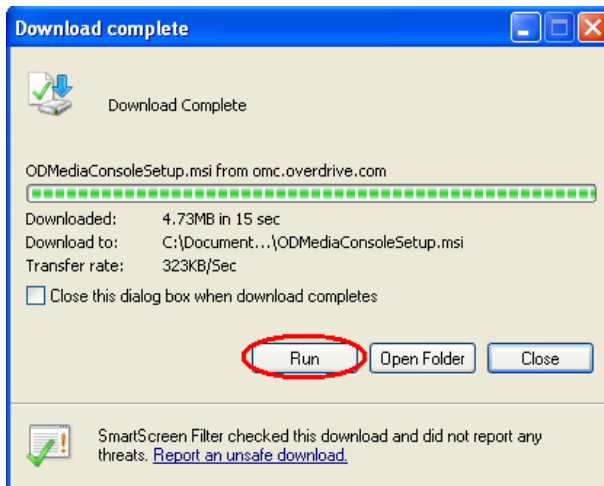 Download complete
Download Complete
ODMediaConsoleSetup.msi from omc.overdrive.com
Downloaded: 4.73MB in 15 sec
Download to: C:\Document...\ODMediaConsoleSetup.msi
Transfer rate: 323KB/Sec
Close this dialog box when download completes
Run Open Folder Close
SmartScreen Filter checked this download and did not report any
threats. Report an unsafe download.